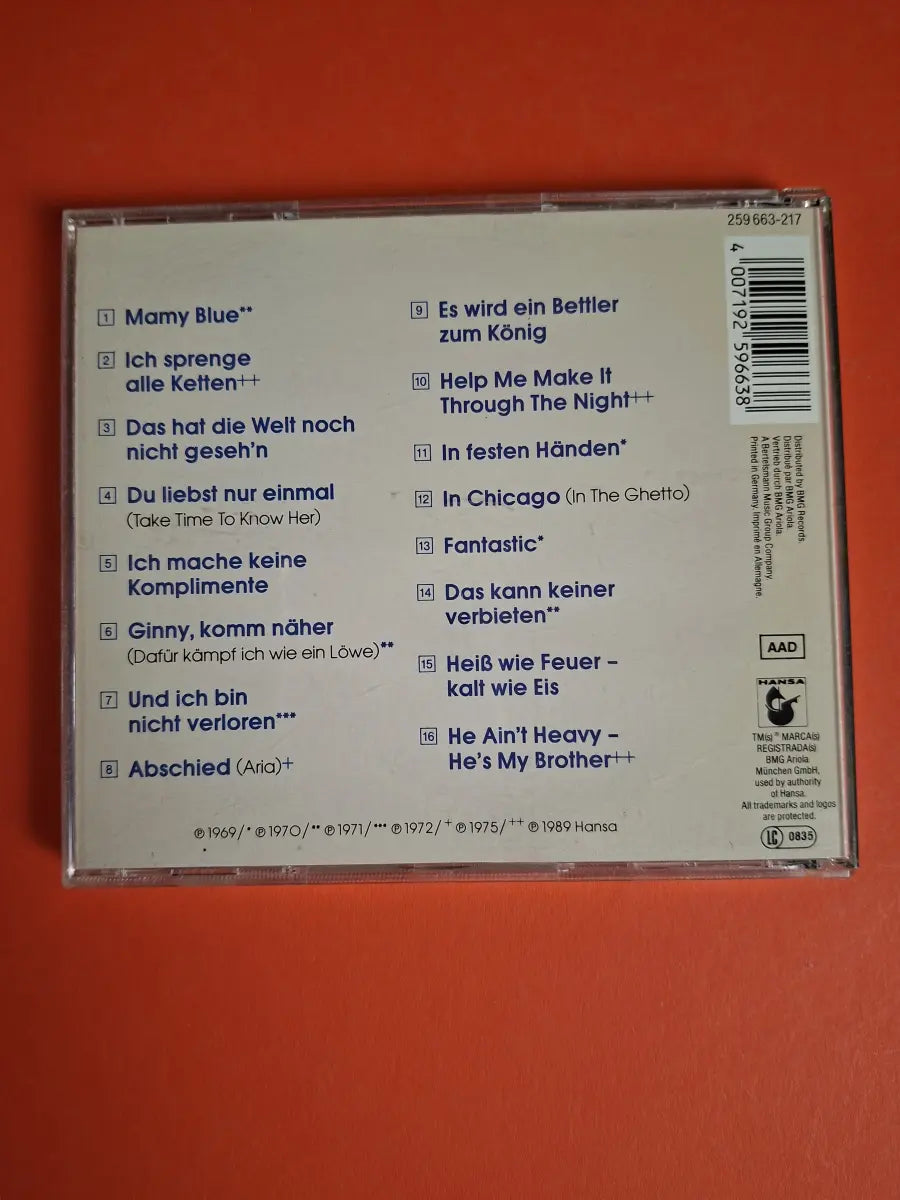 259 663-217
4 007192 596638
1 Mamy Blue**
2 Ich sprenge
alle Ketten++
3 Das hat die Welt noch
nicht geseh'n
4 Du liebst nur einmal
(Take Time To Know Her)
5 Ich mache keine
Komplimente
6 Ginny, komm näher
(Dafür kämpf ich wie ein Löwe)**
7 Und ich bin
nicht verloren***
8 Abschied (Aria)+
9 Es wird ein Bettler
zum König
10 Help Me Make It
Through The Night++
11 In festen Händen*
12 In Chicago (In The Ghetto)
13 Fantastic*
14 Das kann keiner
verbieten**
15 Heiß wie Feuer –
kalt wie Eis
16 He Ain't Heavy –
He's My Brother++
℗ 1969/* ℗ 1970/** ℗ 1971/*** ℗ 1972/+ ℗ 1975/++ ℗ 1989 Hansa
Distributed by BMG Records.
Distribué par BMG Ariola.
Vertrieb durch BMG Ariola.
A Bertelsmann Music Group Company.
Printed in Germany. Imprimé en Allemagne.
AAD
HANSA
TM(s) ® MARCA(s)
REGISTRADA(s)
BMG Ariola
München GmbH,
used by authority
of Hansa.
All trademarks and logos
are protected.
LC 0835